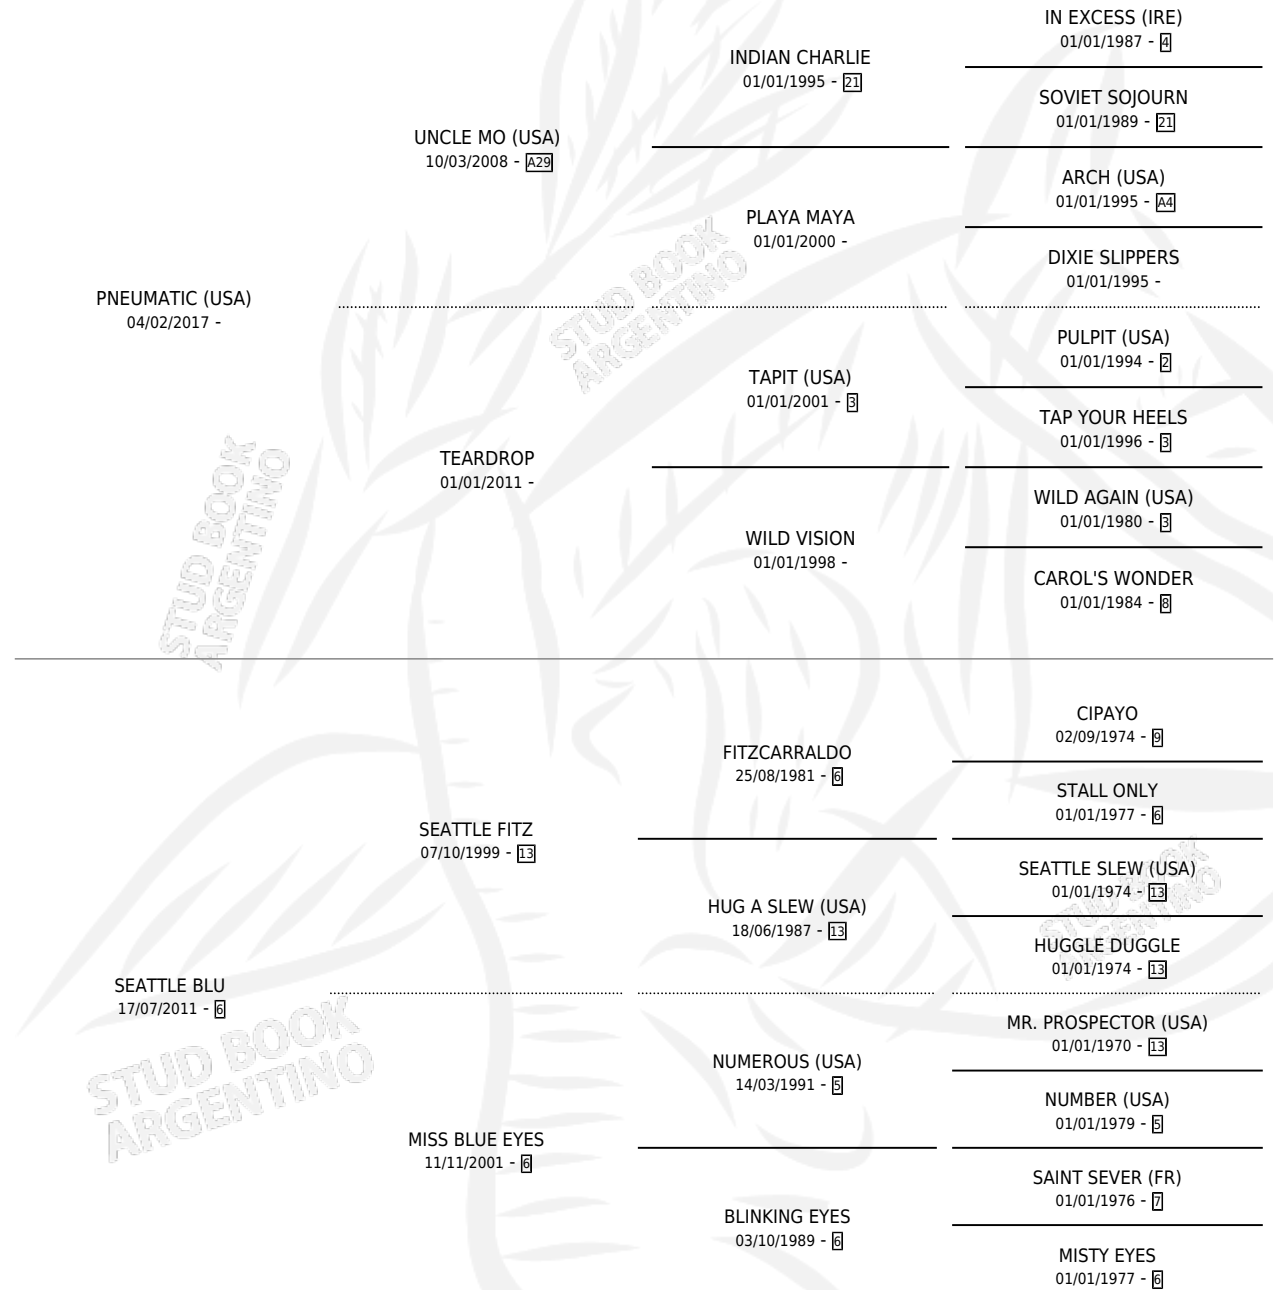 IN EXCESS (IRE)
01/01/1987 - 4
INDIAN CHARLIE
01/01/1995 - 21
SOVIET SOJOURN
01/01/1989 - 21
UNCLE MO (USA)
10/03/2008 - A29
ARCH (USA)
01/01/1995 - A4
PLAYA MAYA
01/01/2000 -
DIXIE SLIPPERS
01/01/1995 -
PNEUMATIC (USA)
04/02/2017 -
PULPIT (USA)
01/01/1994 - 2
TAPIT (USA)
01/01/2001 - 3
TAP YOUR HEELS
01/01/1996 - 3
TEARDROP
01/01/2011 -
WILD AGAIN (USA)
01/01/1980 - 3
WILD VISION
01/01/1998 -
CAROL'S WONDER
01/01/1984 - 8
CIPAYO
02/09/1974 - 9
FITZCARRALDO
25/08/1981 - 6
STALL ONLY
01/01/1977 - 6
SEATTLE FITZ
07/10/1999 - 13
SEATTLE SLEW (USA)
01/01/1974 - 13
HUG A SLEW (USA)
18/06/1987 - 13
HUGGLE DUGGLE
01/01/1974 - 13
SEATTLE BLU
17/07/2011 - 6
MR. PROSPECTOR (USA)
01/01/1970 - 13
NUMEROUS (USA)
14/03/1991 - 5
NUMBER (USA)
01/01/1979 - 5
MISS BLUE EYES
11/11/2001 - 6
SAINT SEVER (FR)
01/01/1976 - 7
BLINKING EYES
03/10/1989 - 6
MISTY EYES
01/01/1977 - 6
STUD BOOK
ARGENTINO
STUD BOOK
ARGENTINO
STUD BOOK
ARGENTINO
STUD BOOK
ARGENTINO